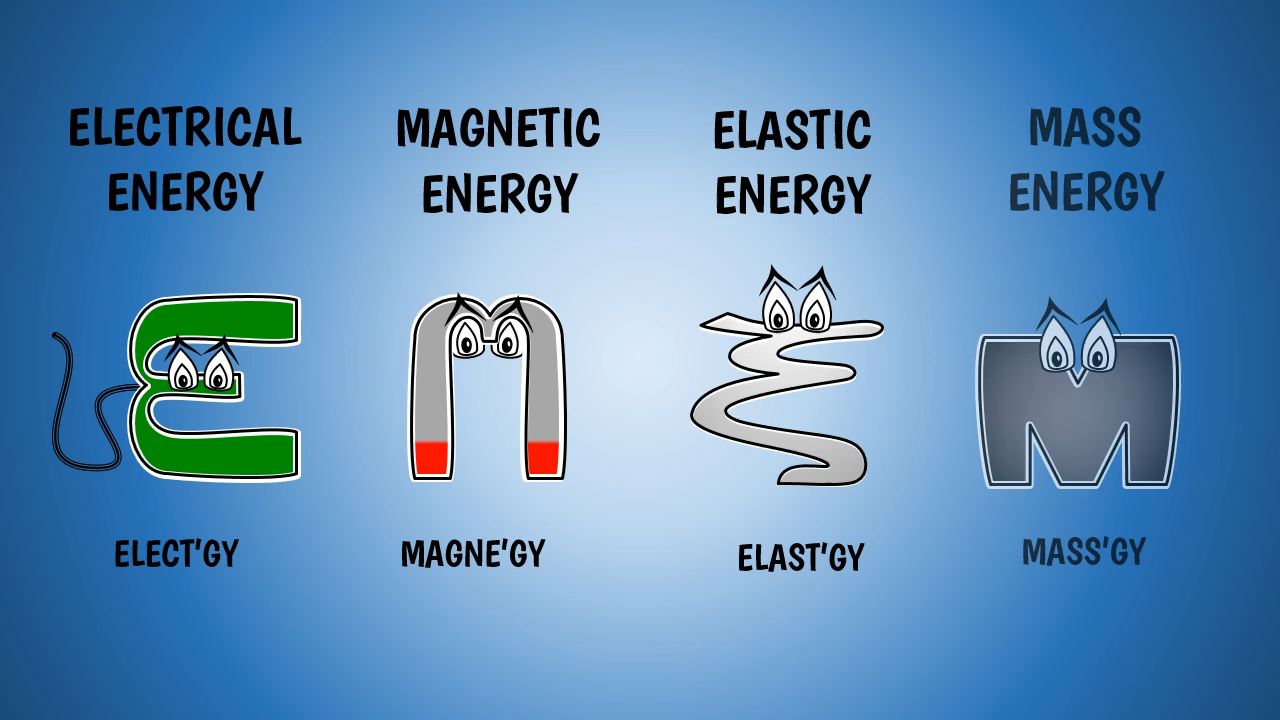 ELECTRICAL
ENERGY
MAGNETIC
ENERGY
ELASTIC
ENERGY
MASS
ENERGY
ELECT'GY
MAGNE'GY
ELAST'GY
MASS'GY